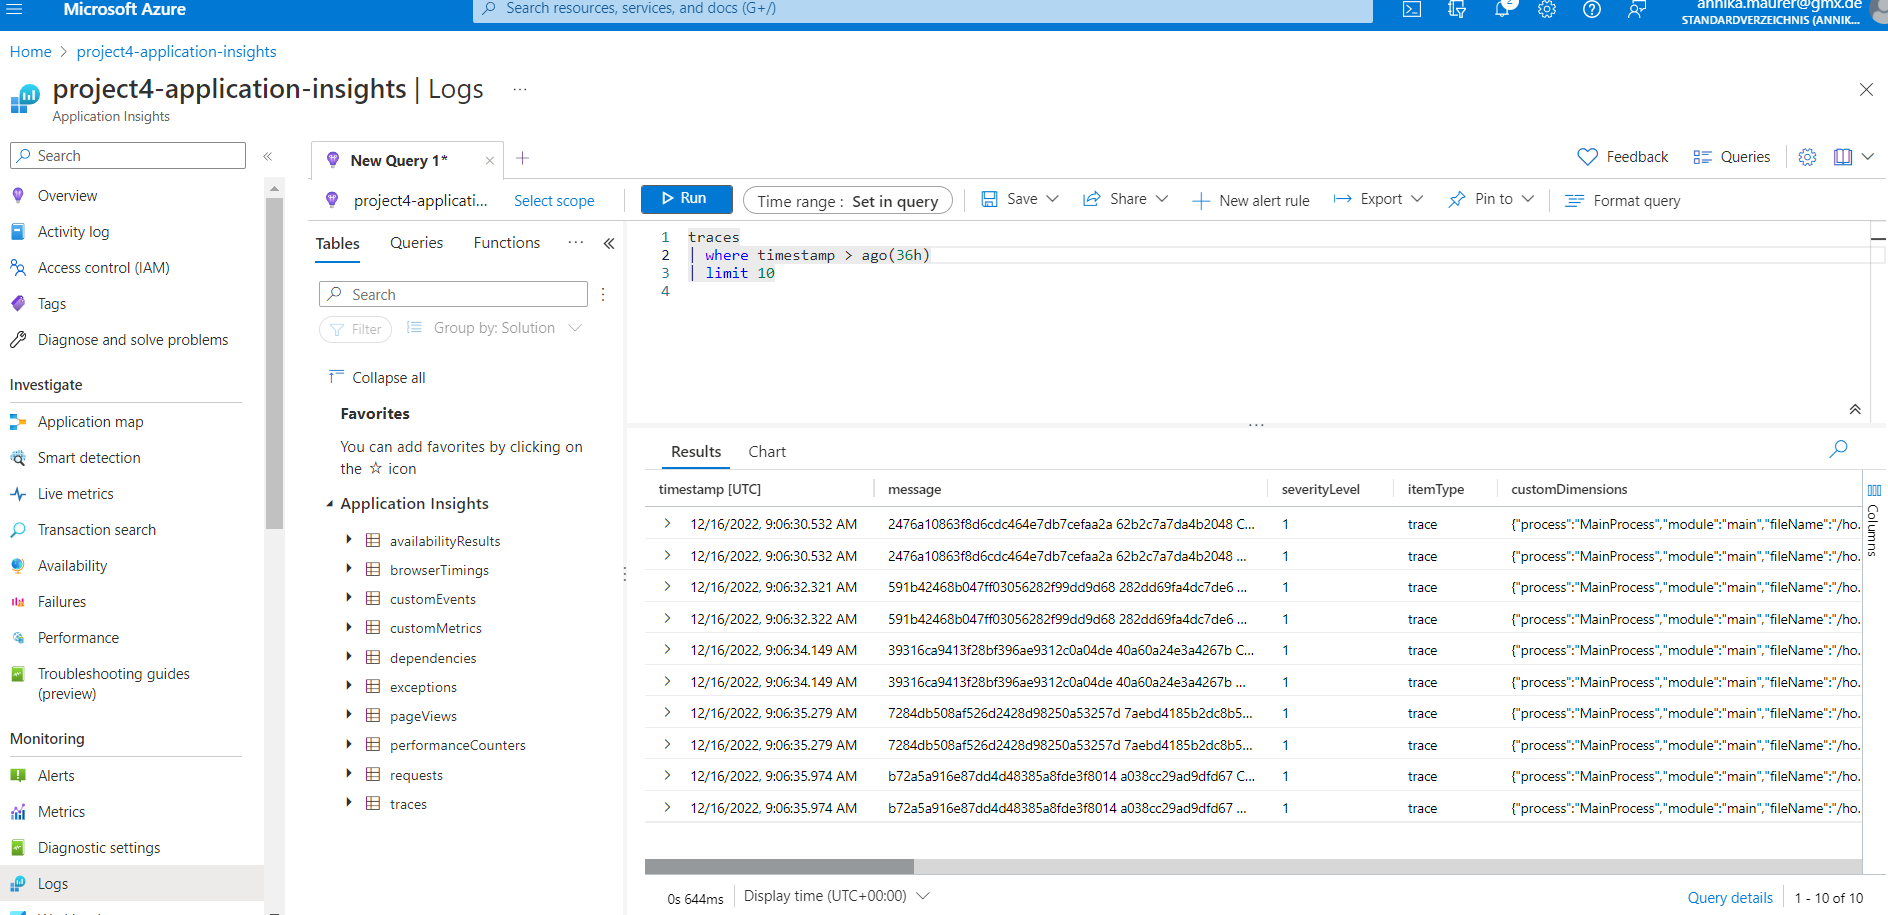 Microsoft Azure
Search resources, services, and docs (G+/)
2
annika.maurer@gmx.de
STANDARDVERZEICHNIS (ANNIK...
Home > project4-application-insights
project4-application-insights | Logs ...
Application Insights
Search
Overview
Activity log
Access control (IAM)
Tags
Diagnose and solve problems
Investigate
Application map
Smart detection
Live metrics
Transaction search
Availability
Failures
Performance
Troubleshooting guides
(preview)
Monitoring
Alerts
Metrics
Diagnostic settings
Logs
New Query 1*
Feedback
Queries
project4-applicati...
Select scope
Run
Time range : Set in query
Save
Share
New alert rule
Export
Pin to
Format query
Tables
Queries
Functions
...
Search
Filter
Group by: Solution
Collapse all
Favorites
You can add favorites by clicking on
the ☆ icon
Application Insights
availabilityResults
browserTimings
customEvents
customMetrics
dependencies
exceptions
pageViews
performanceCounters
requests
traces
1 traces
2 | where timestamp > ago(36h)
3 | limit 10
4
Results
Chart
timestamp [UTC] message severityLevel itemType customDimensions
12/16/2022, 9:06:30.532 AM 2476a10863f8d6cdc464e7db7cefaa2a 62b2c7a7da4b2048 C... 1 trace {"process":"MainProcess","module":"main","fileName":"/ho.
12/16/2022, 9:06:30.532 AM 2476a10863f8d6cdc464e7db7cefaa2a 62b2c7a7da4b2048 ... 1 trace {"process":"MainProcess","module":"main","fileName":"/ho.
12/16/2022, 9:06:32.321 AM 591b42468b047ff03056282f99dd9d68 282dd69fa4dc7de6 ... 1 trace {"process":"MainProcess","module":"main","fileName":"/ho.
12/16/2022, 9:06:32.322 AM 591b42468b047ff03056282f99dd9d68 282dd69fa4dc7de6 ... 1 trace {"process":"MainProcess","module":"main","fileName":"/ho.
12/16/2022, 9:06:34.149 AM 39316ca9413f28bf396ae9312c0a04de 40a60a24e3a4267b C... 1 trace {"process":"MainProcess","module":"main","fileName":"/ho.
12/16/2022, 9:06:34.149 AM 39316ca9413f28bf396ae9312c0a04de 40a60a24e3a4267b ... 1 trace {"process":"MainProcess","module":"main","fileName":"/ho.
12/16/2022, 9:06:35.279 AM 7284db508af526d2428d98250a53257d 7aebd4185b2dc8b5... 1 trace {"process":"MainProcess","module":"main","fileName":"/ho.
12/16/2022, 9:06:35.279 AM 7284db508af526d2428d98250a53257d 7aebd4185b2dc8b5... 1 trace {"process":"MainProcess","module":"main","fileName":"/ho.
12/16/2022, 9:06:35.974 AM b72a5a916e87dd4d48385a8fde3f8014 a038cc29ad9dfd67 C... 1 trace {"process":"MainProcess","module":"main","fileName":"/ho.
12/16/2022, 9:06:35.974 AM b72a5a916e87dd4d48385a8fde3f8014 a038cc29ad9dfd67 ... 1 trace {"process":"MainProcess","module":"main","fileName":"/ho.
Columns
0s 644ms
Display time (UTC+00:00)
Query details
1 - 10 of 10